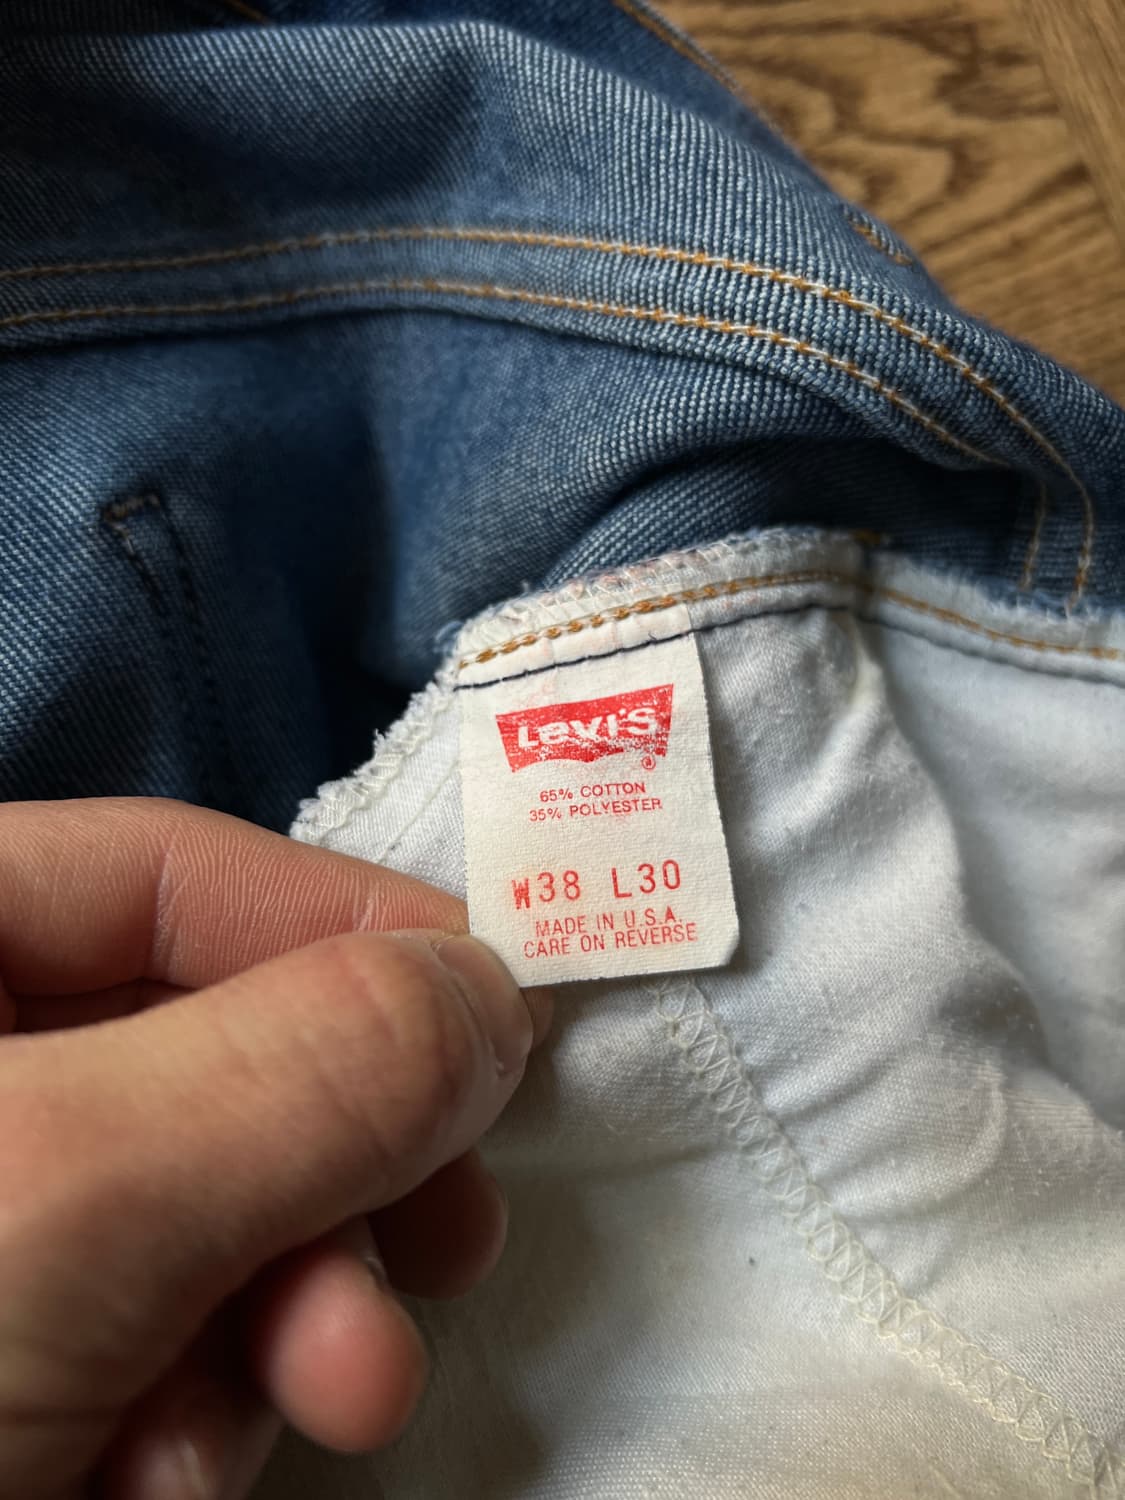 Levi's
®
65% COTTON
35% POLYESTER
W38 L30
MADE IN U.S.A.
CARE ON REVERSE